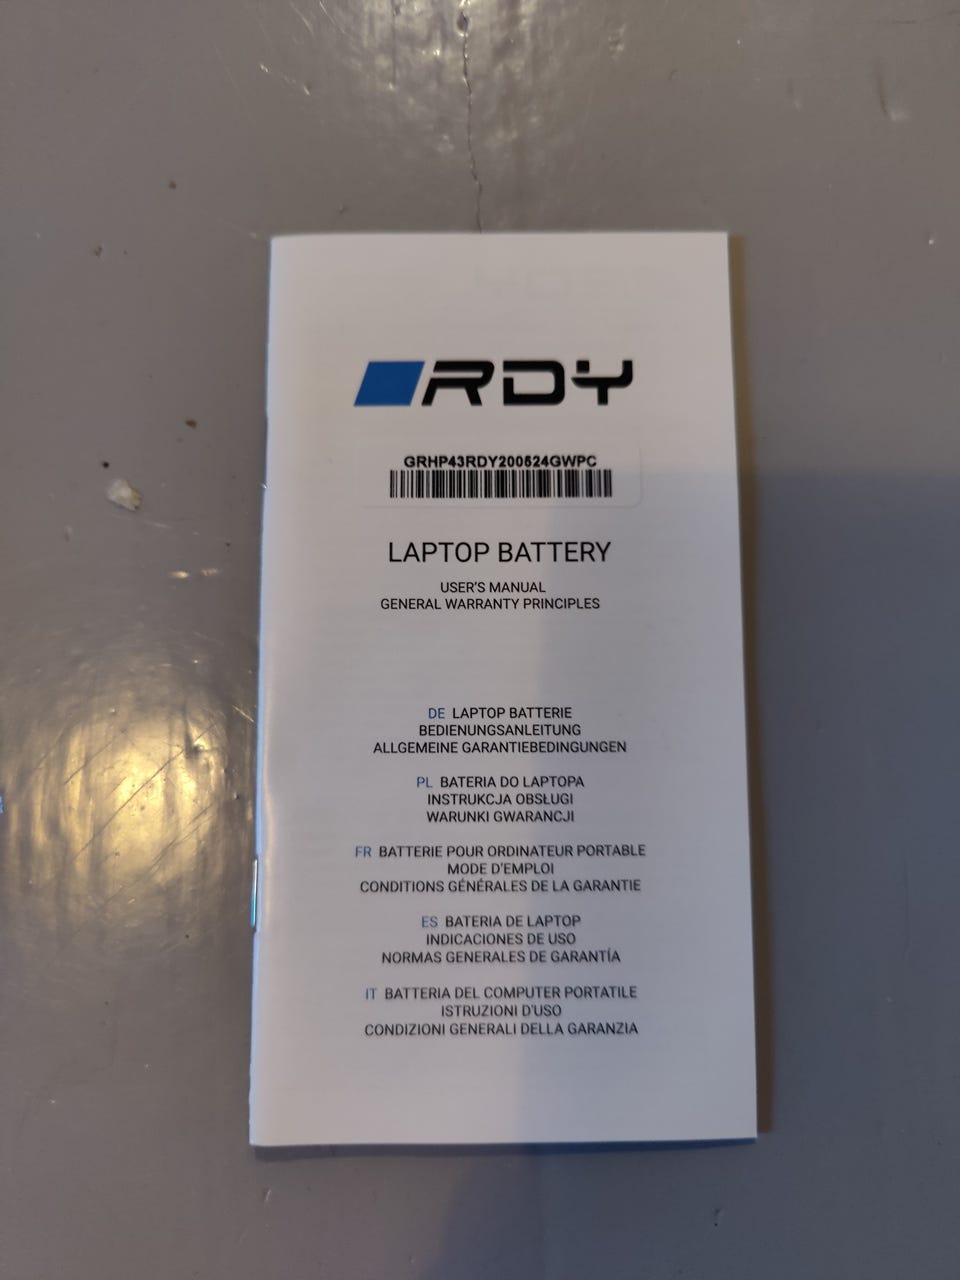 RDY
GRHP43RDY200524GWPC
LAPTOP BATTERY
USER'S MANUAL
GENERAL WARRANTY PRINCIPLES
DE LAPTOP BATTERIE
BEDIENUNGSANLEITUNG
ALLGEMEINE GARANTIEBEDINGUNGEN
PL BATERIA DO LAPTOPA
INSTRUKCJA OBSŁUGI
WARUNKI GWARANCJI
FR BATTERIE POUR ORDINATEUR PORTABLE
MODE D'EMPLOI
CONDITIONS GÉNÉRALES DE LA GARANTIE
ES BATERIA DE LAPTOP
INDICACIONES DE USO
NORMAS GENERALES DE GARANTÍA
IT BATTERIA DEL COMPUTER PORTATILE
ISTRUZIONI D'USO
CONDIZIONI GENERALI DELLA GARANZIA